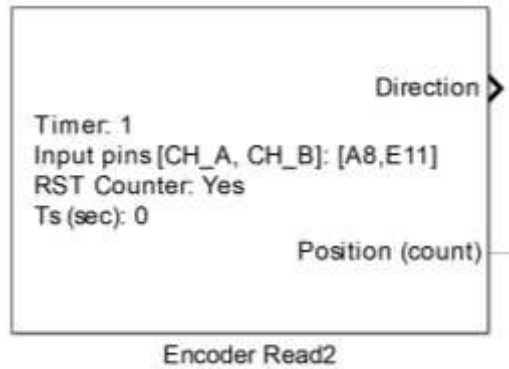 Direction
Timer: 1
Input pins [CH_A, CH_B]: [A8,E11]
RST Counter: Yes
Ts (sec): 0
Position (count)
Encoder Read2